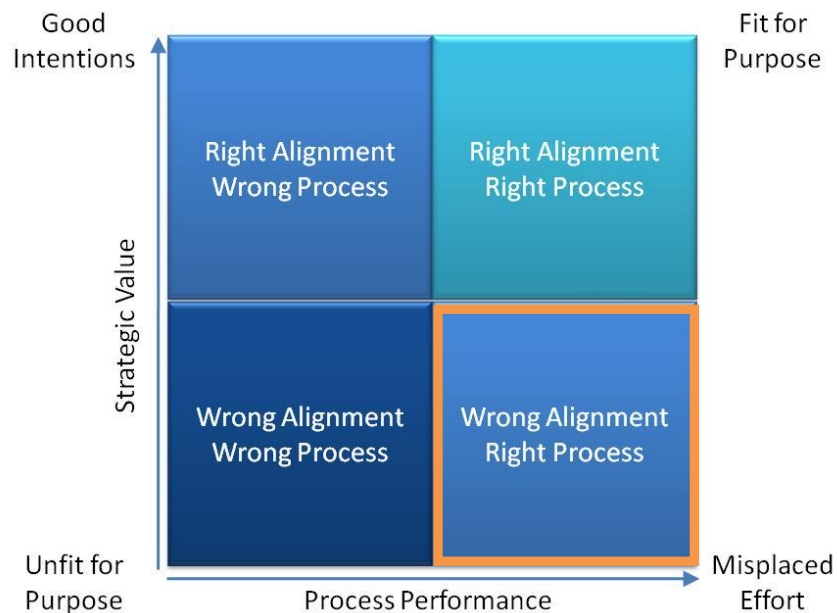 Good
Intentions
Fit for
Purpose
Right Alignment
Wrong Process
Right Alignment
Right Process
Strategic Value
Wrong Alignment
Wrong Process
Wrong Alignment
Right Process
Unfit for
Purpose
Process Performance
Misplaced
Effort